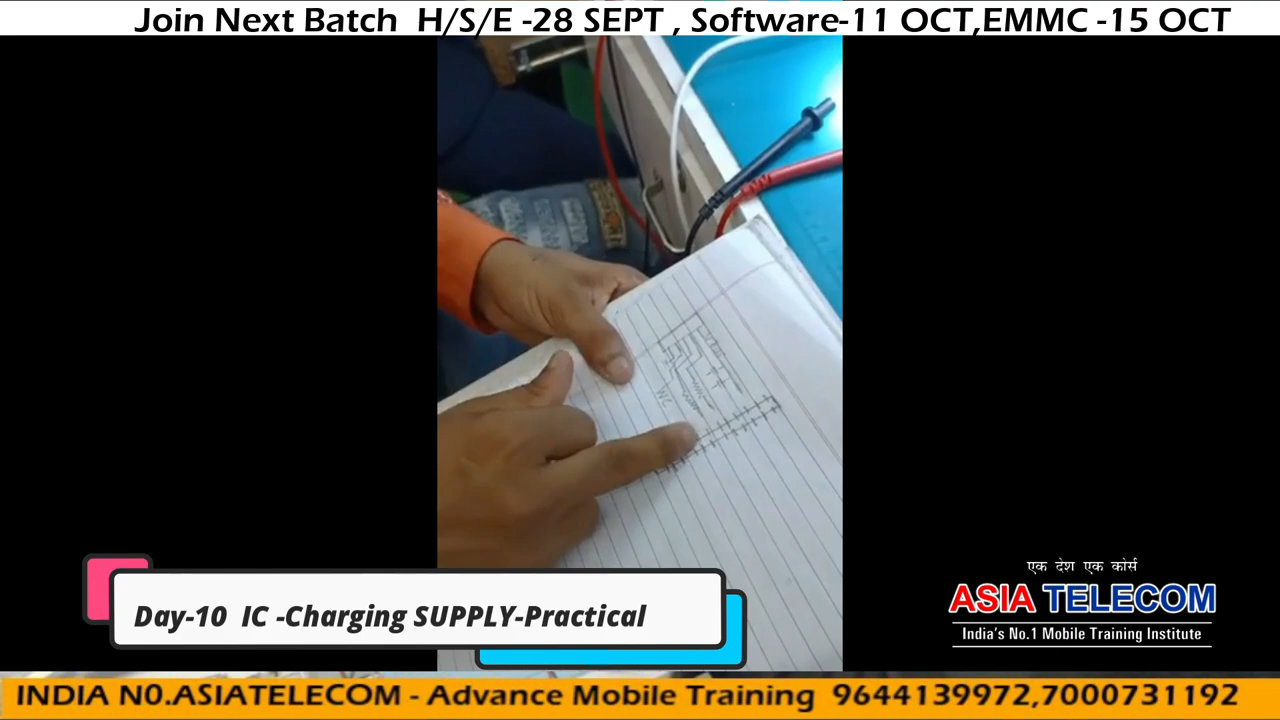 Join Next Batch H/S/E -28 SEPT , Software-11 OCT,EMMC -15 OCT
Day-10 IC -Charging SUPPLY-Practical
एक देश एक कोर्स
ASIA TELECOM
India's No.1 Mobile Training Institute
INDIA N0.ASIATELECOM - Advance Mobile Training 9644139972,7000731192